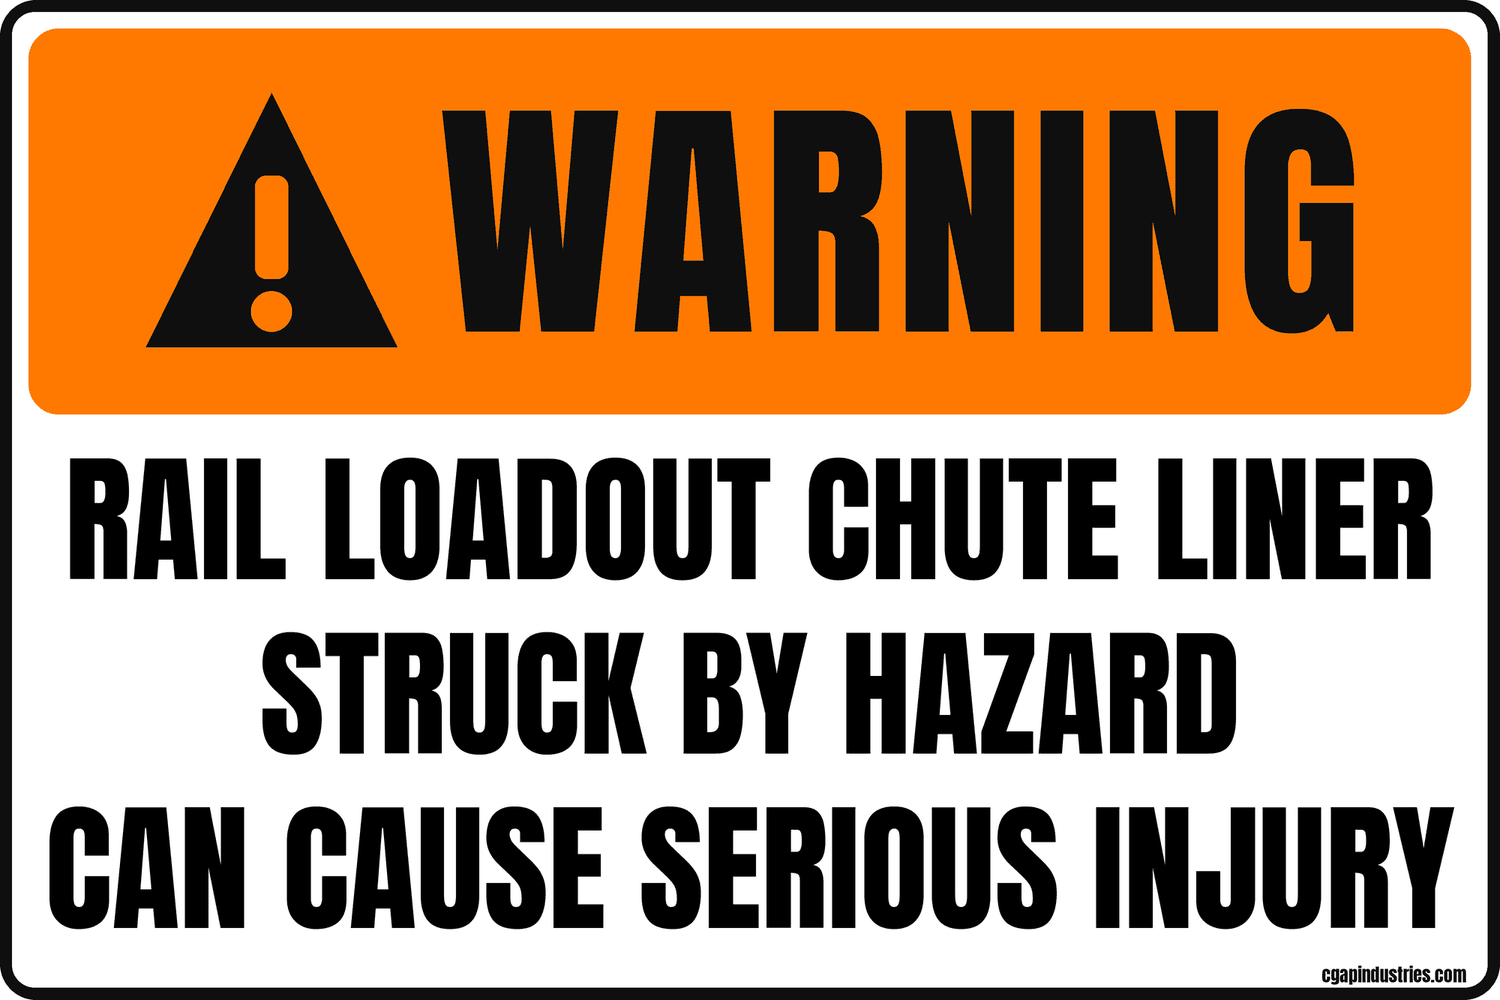 WARNING
RAIL LOADOUT CHUTE LINER
STRUCK BY HAZARD
CAN CAUSE SERIOUS INJURY
cgapindustries.com